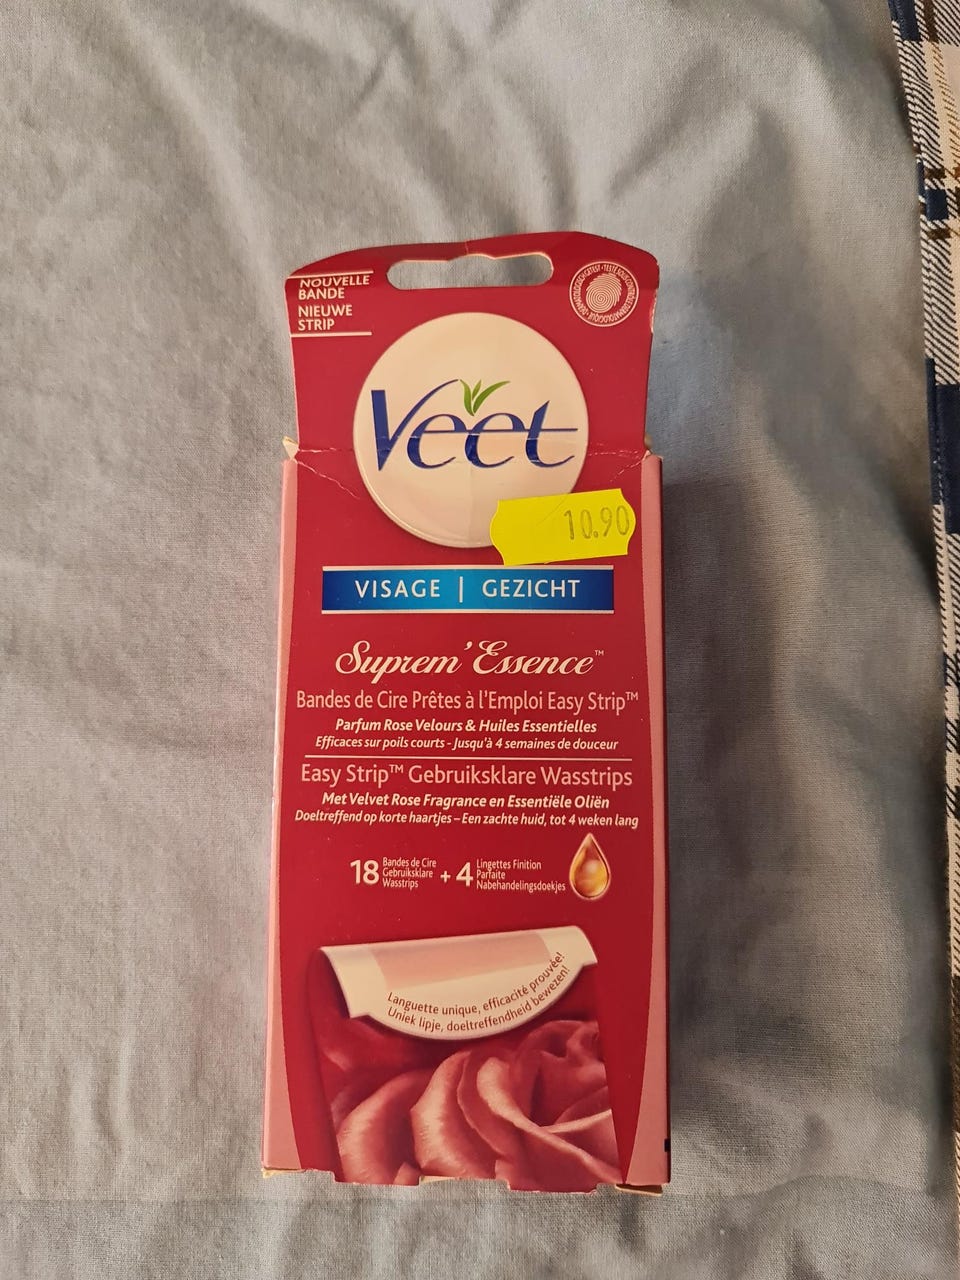 NOUVELLE
BANDE
NIEUWE
STRIP
Veet
10.90
VISAGE | GEZICHT
Suprem'Essence™
Bandes de Cire Prêtes à l'Emploi Easy Strip™
Parfum Rose Velours & Huiles Essentielles
Efficaces sur poils courts - Jusqu'à 4 semaines de douceur
Easy Strip™ Gebruiksklare Wasstrips
Met Velvet Rose Fragrance en Essentiële Oliën
Doeltreffend op korte haartjes – Een zachte huid, tot 4 weken lang
18 Bandes de Cire
Gebruiksklare
Wasstrips
+ 4 Lingettes Finition
Parfaite
Nabehandelingsdoekjes
Languette unique, efficacité prouvée!
Uniek lipje, doeltreffendheid bewezen!